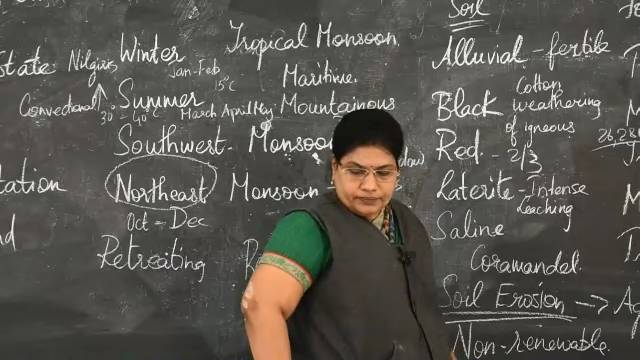 State Nilgiris Winter
Jan-Feb
15°C
Convectional Summer
30 - 40°C March April May
Southwest - Monsoon
tation Northeast Monsoon
Oct - Dec
Retreating
Tropical Monsoon
Maritime
Mountainous
Soil
Alluvial - fertile
Black Cotton
weathering
of igneous
Red - 2/3
Laterite - Intense
Leaching
Saline
Coramandel
Soil Erosion -> A
Non-renewable